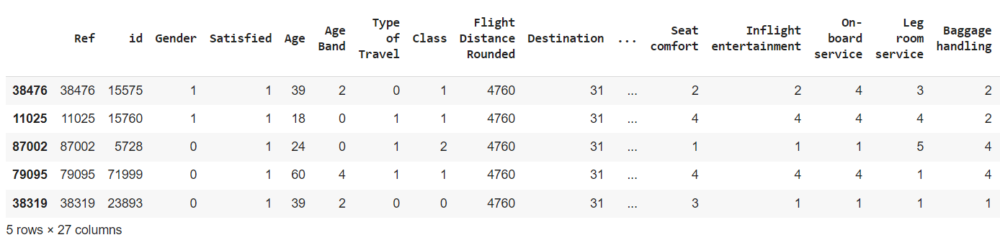 Ref id Gender Satisfied Age Age Band Type of Travel Class Flight Distance Rounded Destination ... Seat comfort Inflight entertainment On-board service Leg room service Baggage handling
38476 38476 15575 1 1 39 2 0 1 4760 31 ... 2 2 4 3 2
11025 11025 15760 1 1 18 0 1 1 4760 31 ... 4 4 4 4 2
87002 87002 5728 0 1 24 0 1 2 4760 31 ... 1 1 1 5 4
79095 79095 71999 0 1 60 4 1 1 4760 31 ... 4 4 4 1 4
38319 38319 23893 0 1 39 2 0 0 4760 31 ... 3 1 1 1 1
5 rows × 27 columns